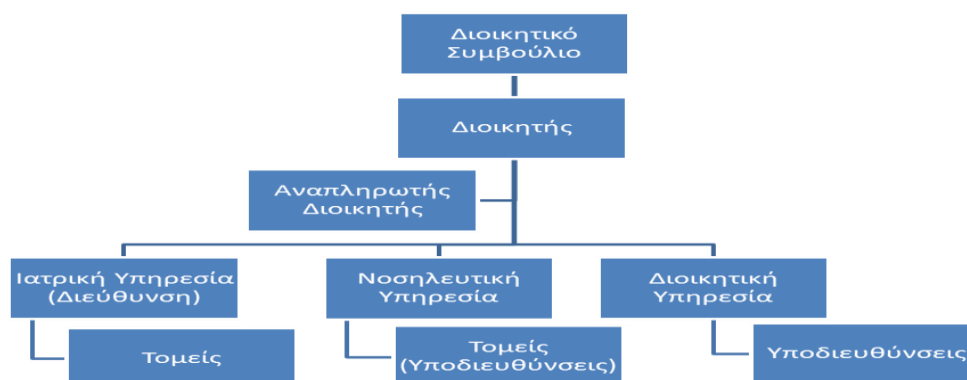 Διοικητικό
Συμβούλιο
Διοικητής
Αναπληρωτής
Διοικητής
Ιατρική Υπηρεσία
(Διεύθυνση)
Νοσηλευτική
Υπηρεσία
Διοικητική
Υπηρεσία
Τομείς
Τομείς
(Υποδιευθύνσεις)
Υποδιευθύνσεις